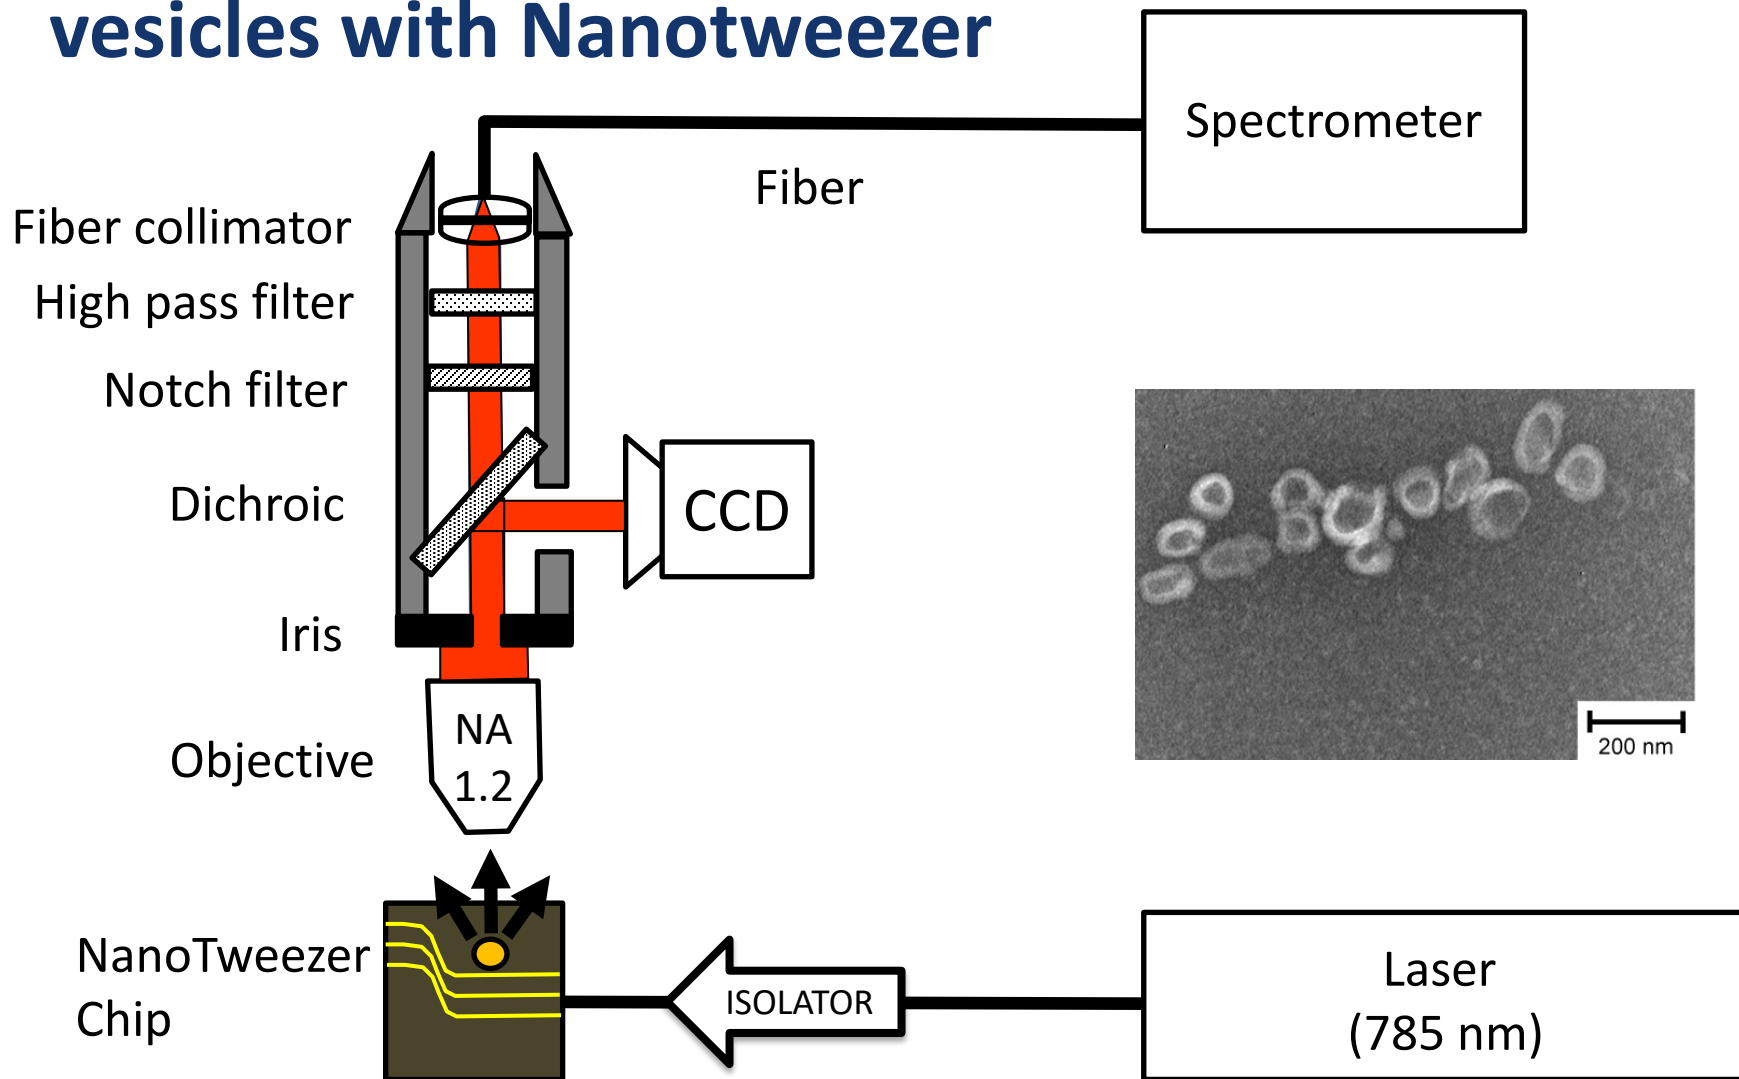 vesicles with Nanotweezer
Spectrometer
Fiber
Fiber collimator
High pass filter
Notch filter
Dichroic
CCD
Iris
Objective
NA
1.2
200 nm
NanoTweezer
Chip
ISOLATOR
Laser
(785 nm)